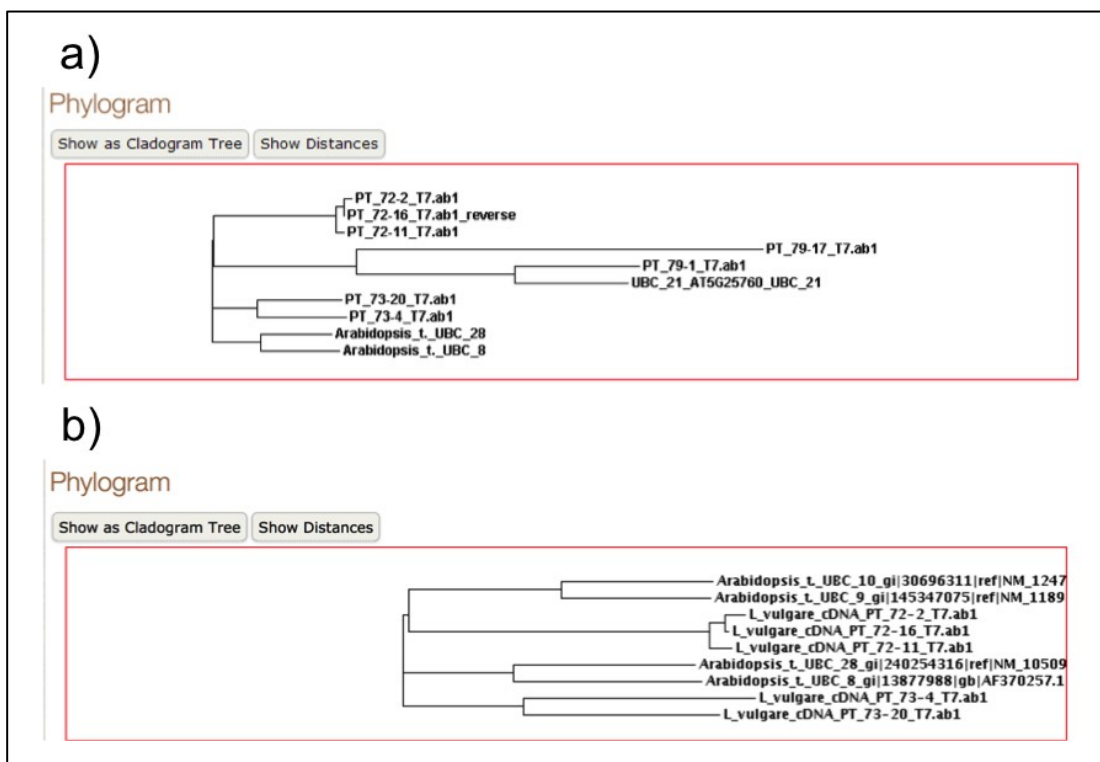 a)
Phylogram
Show as Cladogram Tree Show Distances
PT_72-2_T7.ab1
PT_72-16_T7.ab1_reverse
PT_72-11_T7.ab1
PT_79-17_T7.ab1
PT_79-1_T7.ab1
UBC_21_AT5G25760_UBC_21
PT_73-20_T7.ab1
PT_73-4_T7.ab1
Arabidopsis_t._UBC_28
Arabidopsis_t._UBC_8
b)
Phylogram
Show as Cladogram Tree Show Distances
Arabidopsis_t._UBC_10_gi|30696311|ref|NM_1247
Arabidopsis_t._UBC_9_gi|145347075|ref|NM_1189
L_vulgare_cDNA_PT_72-2_T7.ab1
L_vulgare_cDNA_PT_72-16_T7.ab1
L_vulgare_cDNA_PT_72-11_T7.ab1
Arabidopsis_t._UBC_28_gi|240254316|ref|NM_10509
Arabidopsis_t._UBC_8_gi|13877988|gb|AF370257.1
L_vulgare_cDNA_PT_73-4_T7.ab1
L_vulgare_cDNA_PT_73-20_T7.ab1